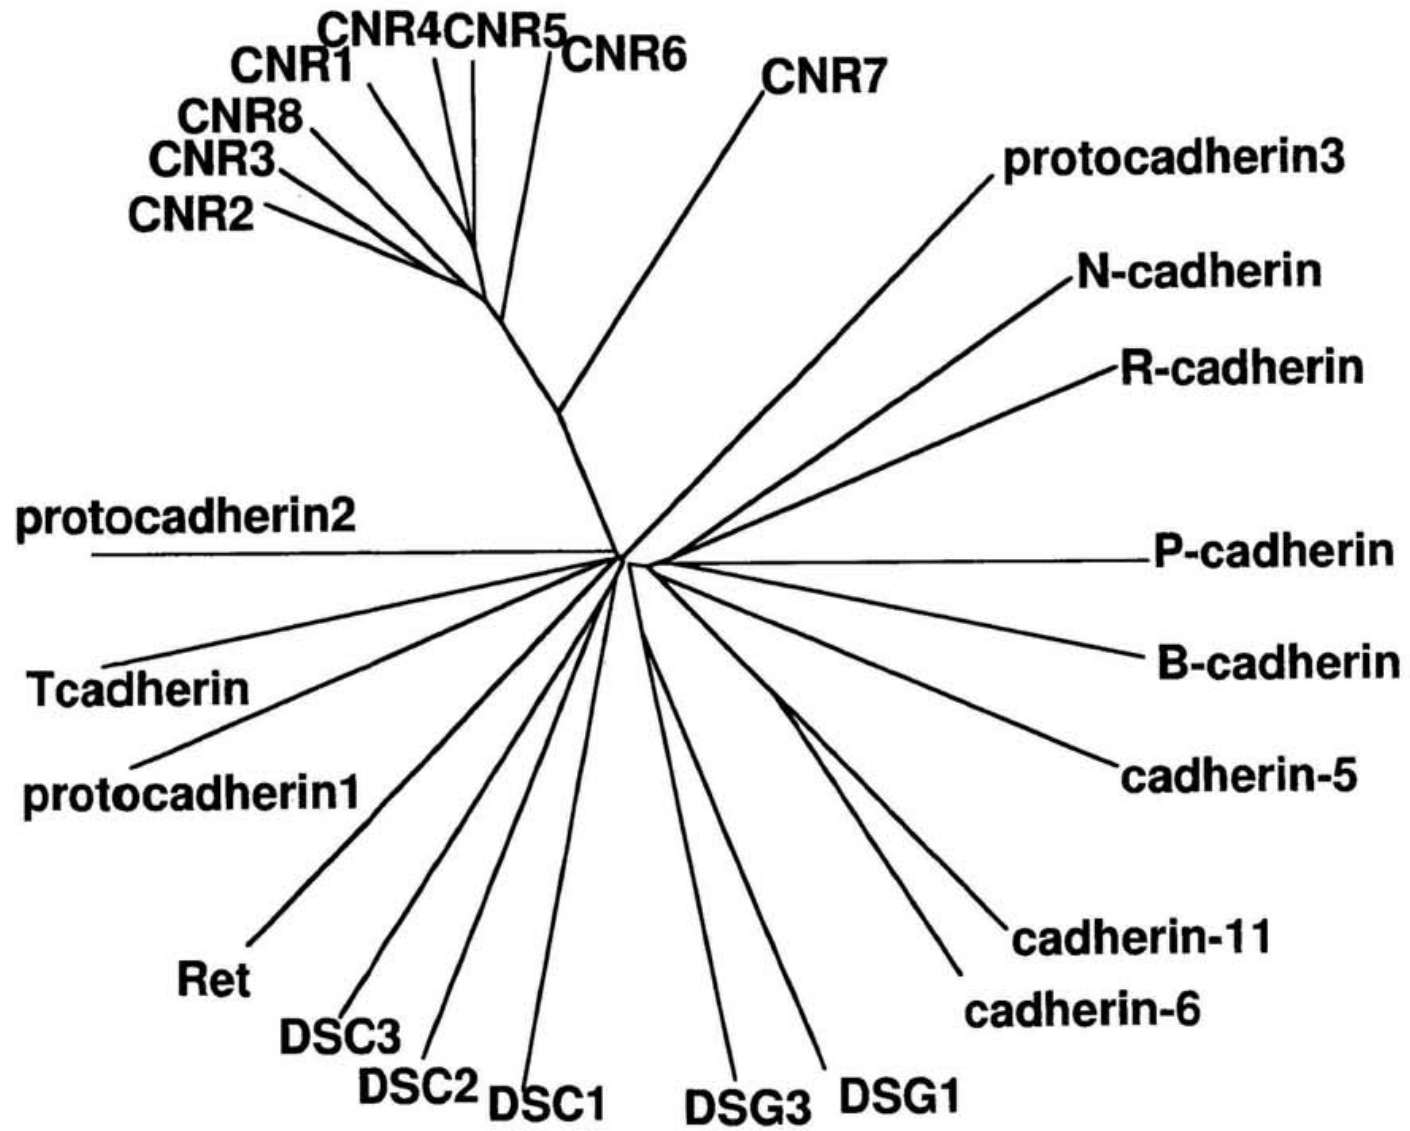 CNR4
CNR5
CNR1
CNR6
CNR7
CNR8
CNR3
CNR2
protocadherin3
N-cadherin
R-cadherin
protocadherin2
P-cadherin
Tcadherin
B-cadherin
protocadherin1
cadherin-5
Ret
cadherin-11
cadherin-6
DSC3
DSC2
DSC1
DSG3
DSG1